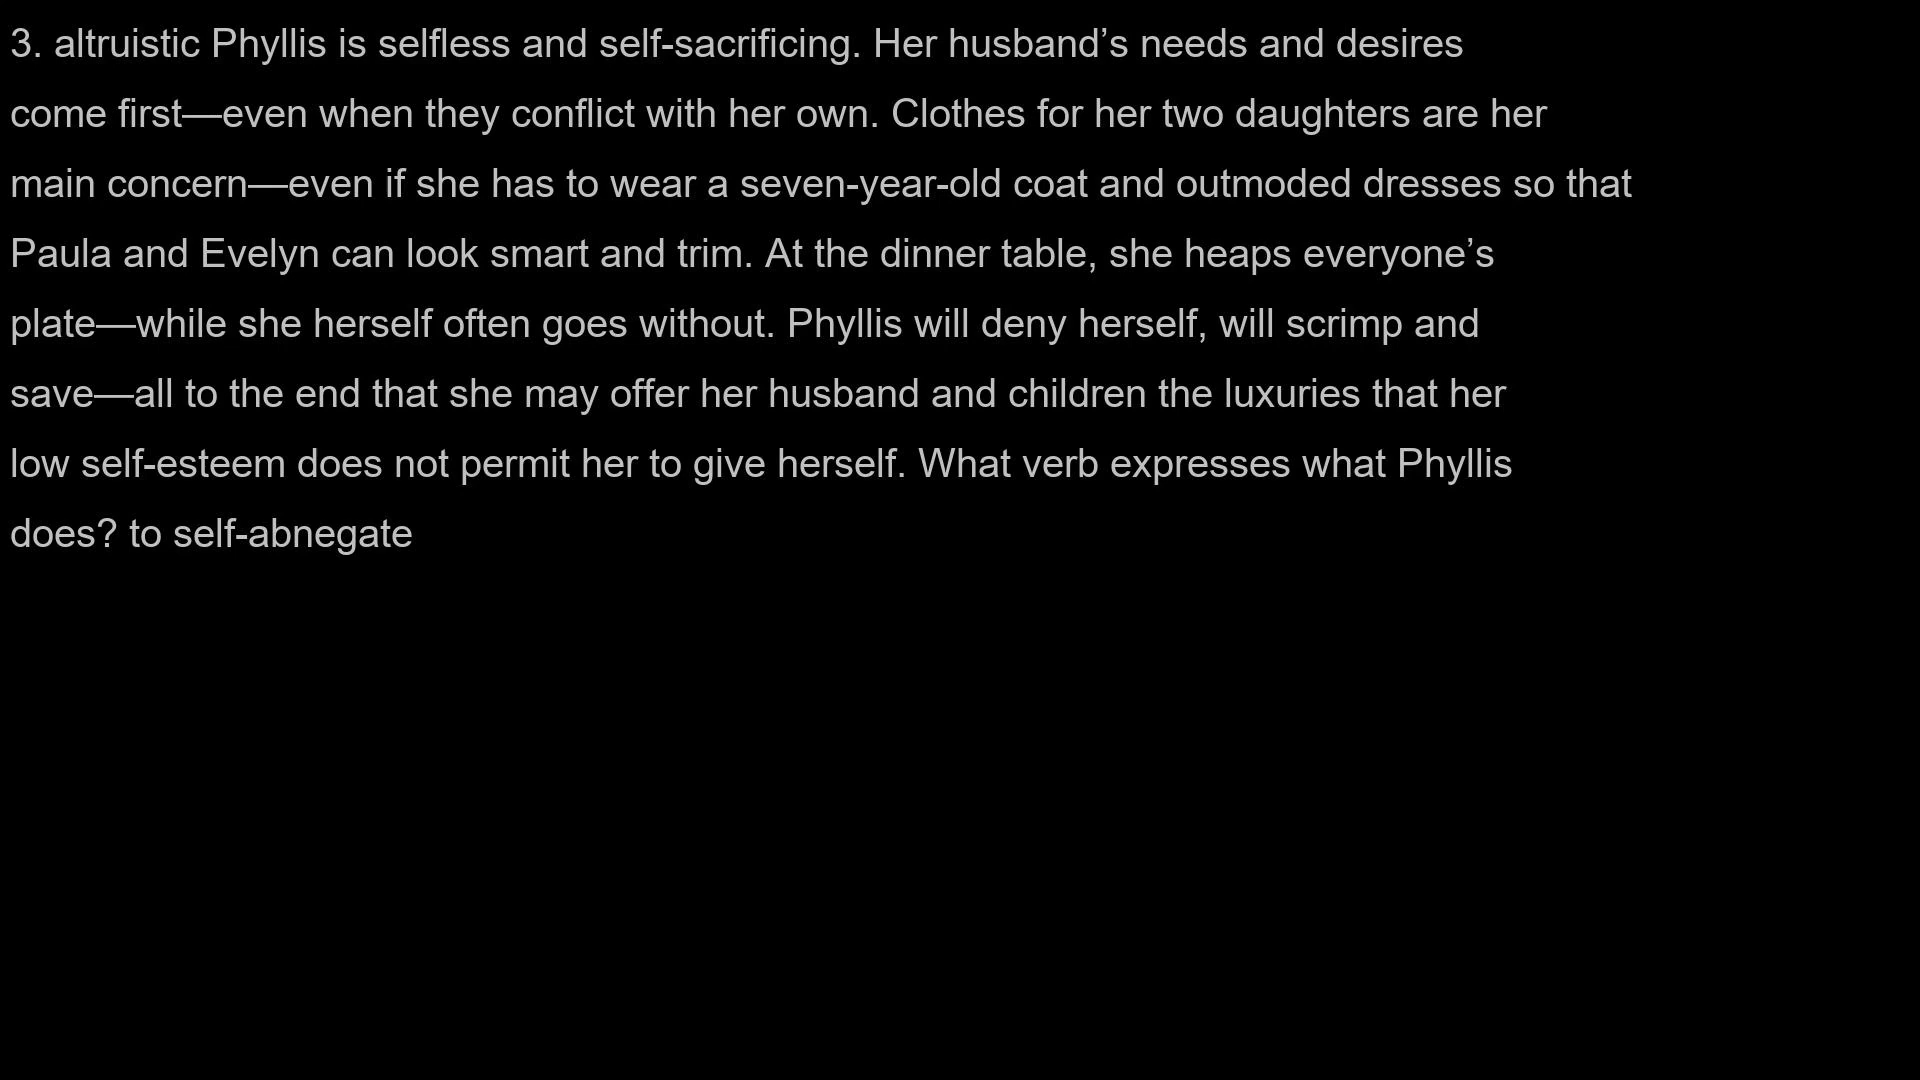 3. altruistic Phyllis is selfless and self-sacrificing. Her husband’s needs and desires
come first—even when they conflict with her own. Clothes for her two daughters are her
main concern—even if she has to wear a seven-year-old coat and outmoded dresses so that
Paula and Evelyn can look smart and trim. At the dinner table, she heaps everyone’s
plate—while she herself often goes without. Phyllis will deny herself, will scrimp and
save—all to the end that she may offer her husband and children the luxuries that her
low self-esteem does not permit her to give herself. What verb expresses what Phyllis
does? to self-abnegate